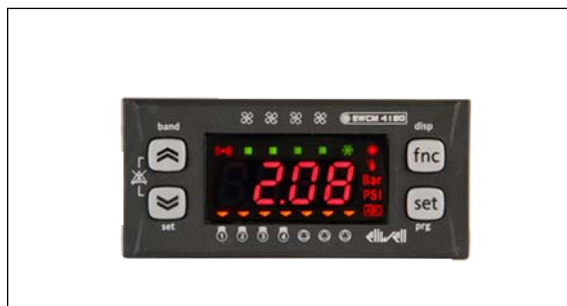 band
EWCM 4180
disp
fnc
2.08
Bar
PSI
set
set
1 2 3 4
eliwell
prg